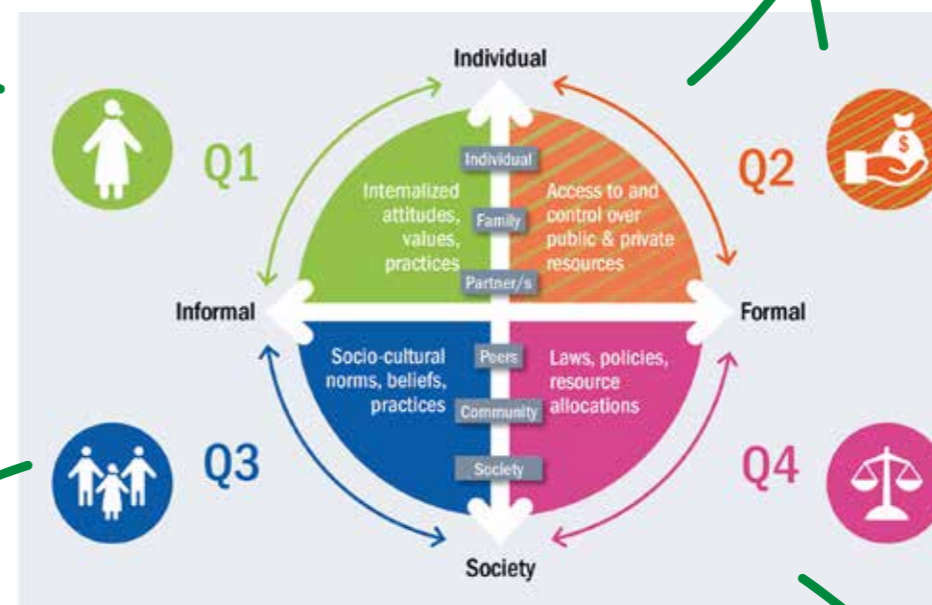 Individual
Q1
Q2
Individual
Internalized
attitudes,
values,
practices
Family
Access to and
control over
public & private
resources
Partner/s
Informal
Formal
Socio-cultural
norms, beliefs,
practices
Peers
Laws, policies,
resource
allocations
Community
Q3
Society
Q4
Society
$